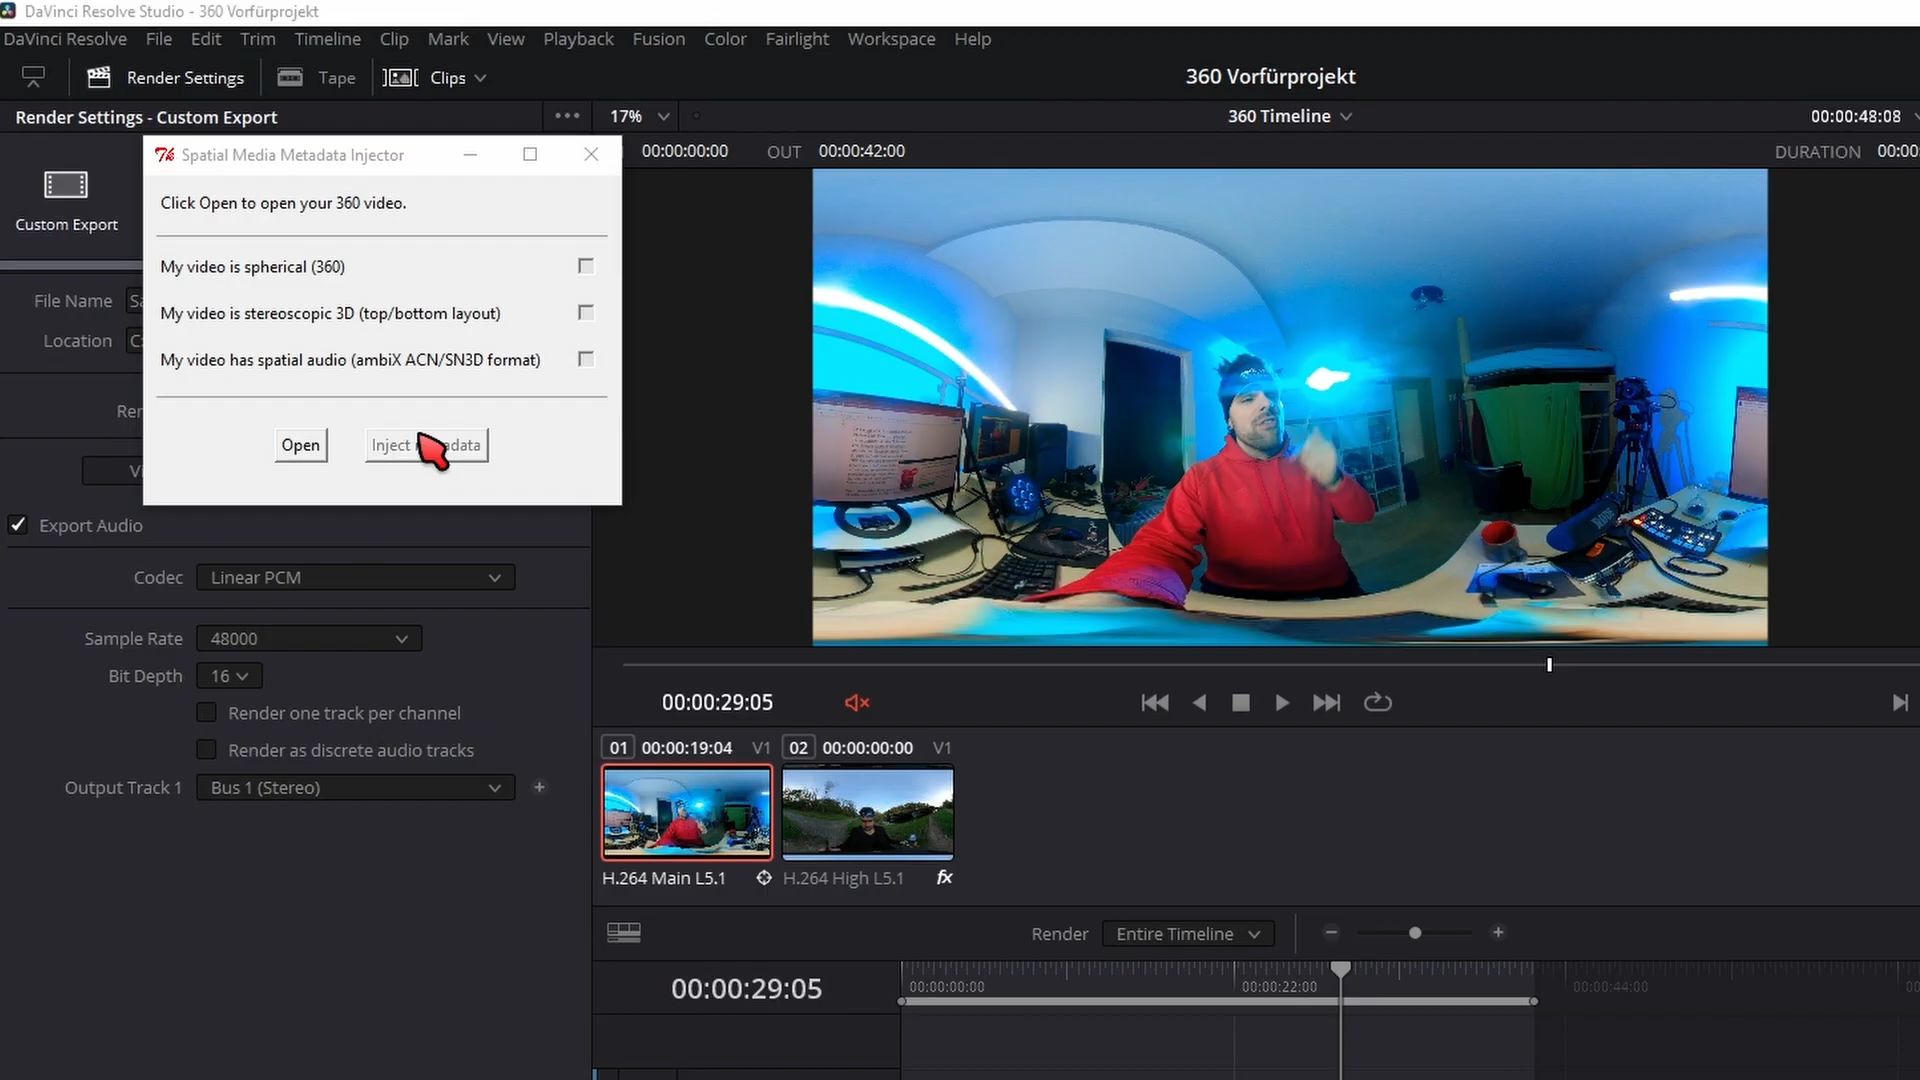 DaVinci Resolve Studio - 360 Vorfürprojekt
DaVinci Resolve File Edit Trim Timeline Clip Mark View Playback Fusion Color Fairlight Workspace Help
Render Settings Tape Clips 360 Vorfürprojekt
Render Settings - Custom Export 17% 360 Timeline 00:00:48:08
Spatial Media Metadata Injector
00:00:00:00 OUT 00:00:42:00 DURATION 00:00:
Click Open to open your 360 video.
Custom Export
My video is spherical (360)
File Name Sa
My video is stereoscopic 3D (top/bottom layout)
Location C:
My video has spatial audio (ambiX ACN/SN3D format)
Ren
Open Inject
Vi
Export Audio
Codec Linear PCM
Sample Rate 48000
Bit Depth 16
Render one track per channel
Render as discrete audio tracks
Output Track 1 Bus 1 (Stereo)
00:00:29:05
01 00:00:19:04 V1 02 00:00:00:00 V1
H.264 Main L5.1 H.264 High L5.1 fx
Render Entire Timeline
00:00:29:05
00:00:00:00 00:00:22:00 00:00:44:00 00